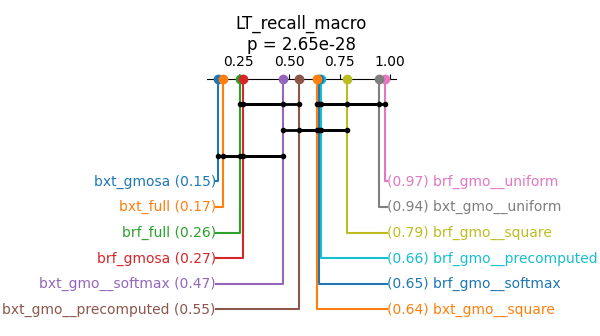 LT_recall_macro
p = 2.65e-28
0.25 0.50 0.75 1.00
bxt_gmosa (0.15)
(0.97) brf_gmo__uniform
bxt_full (0.17)
(0.94) bxt_gmo__uniform
brf_full (0.26)
(0.79) brf_gmo__square
brf_gmosa (0.27)
(0.66) brf_gmo__precomputed
bxt_gmo__softmax (0.47)
(0.65) brf_gmo__softmax
bxt_gmo__precomputed (0.55)
(0.64) bxt_gmo__square